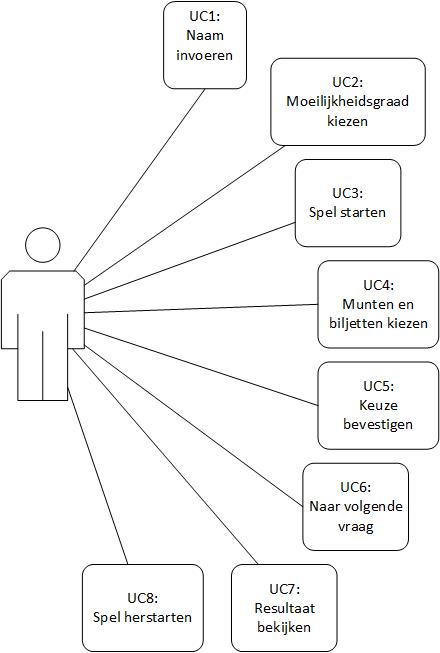 UC1:
Naam
invoeren
UC2:
Moeilijkheidsgraad
kiezen
UC3:
Spel starten
UC4:
Munten en
biljetten kiezen
UC5:
Keuze
bevestigen
UC6:
Naar volgende
vraag
UC7:
Resultaat
bekijken
UC8:
Spel herstarten